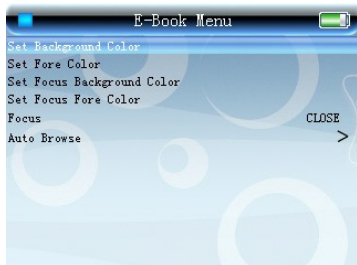 E-Book Menu
Set Background Color
Set Fore Color
Set Focus Background Color
Set Focus Fore Color
Focus CLOSE
Auto Browse >